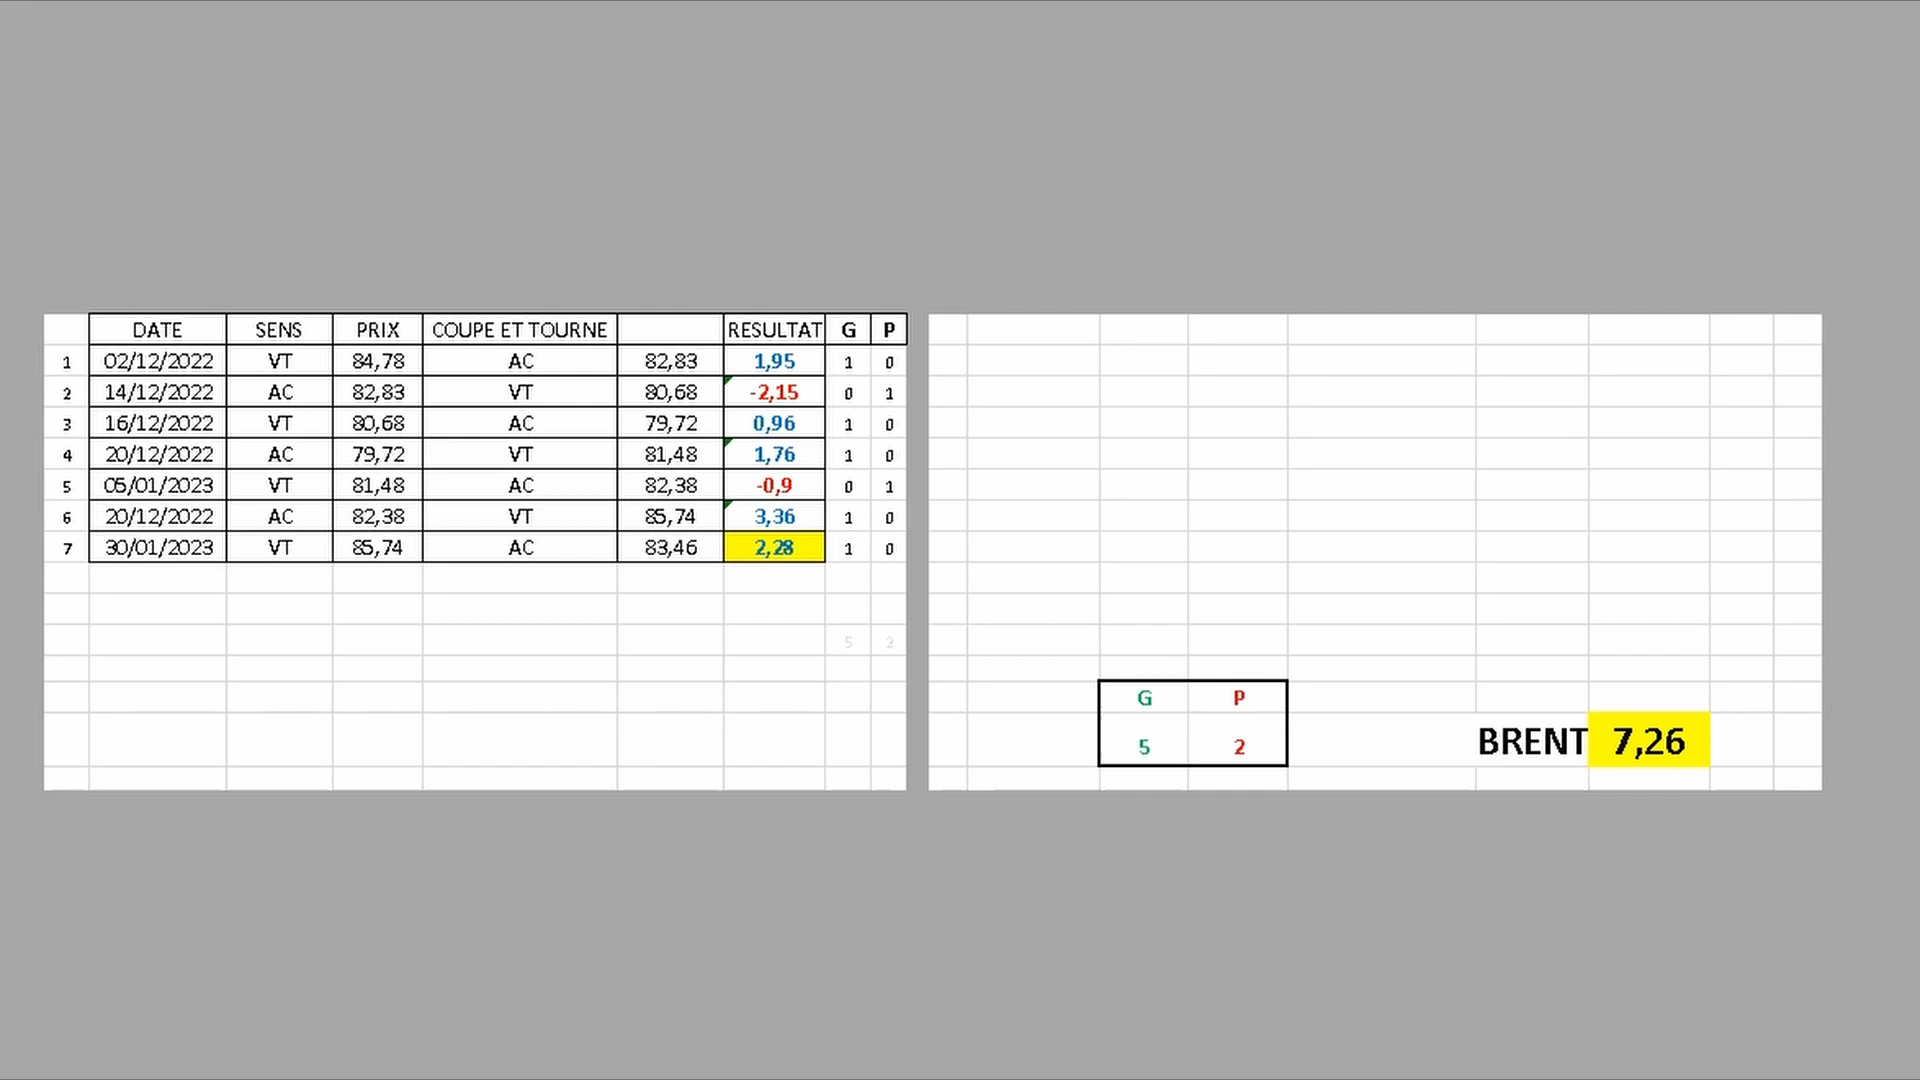 DATE SENS PRIX COUPE ET TOURNE RESULTAT G P
1 02/12/2022 VT 84,78 AC 82,83 1,95 1 0
2 14/12/2022 AC 82,83 VT 80,68 -2,15 0 1
3 16/12/2022 VT 80,68 AC 79,72 0,96 1 0
4 20/12/2022 AC 79,72 VT 81,48 1,76 1 0
5 05/01/2023 VT 81,48 AC 82,38 -0,9 0 1
6 20/12/2022 AC 82,38 VT 85,74 3,36 1 0
7 30/01/2023 VT 85,74 AC 83,46 2,28 1 0
5 2
G P
5 2
BRENT 7,26